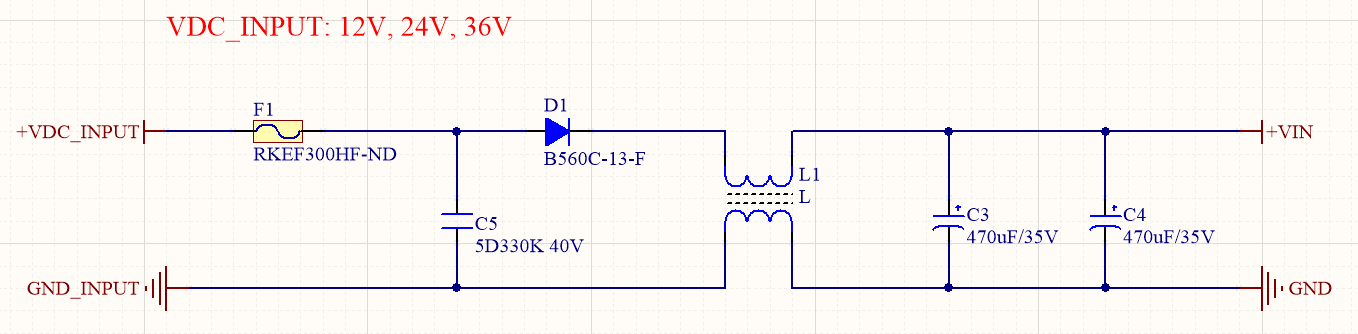 VDC_INPUT: 12V, 24V, 36V
F1
D1
+VDC_INPUT
+VIN
RKEF300HF-ND
B560C-13-F
L1
L
C5
C3
C4
5D330K 40V
470uF/35V
470uF/35V
GND_INPUT
GND